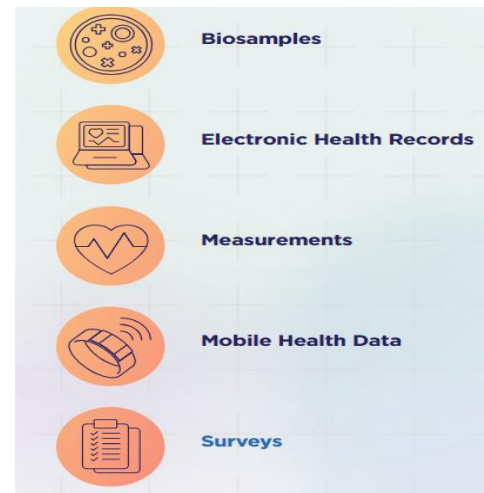 Biosamples
Electronic Health Records
Measurements
Mobile Health Data
Surveys